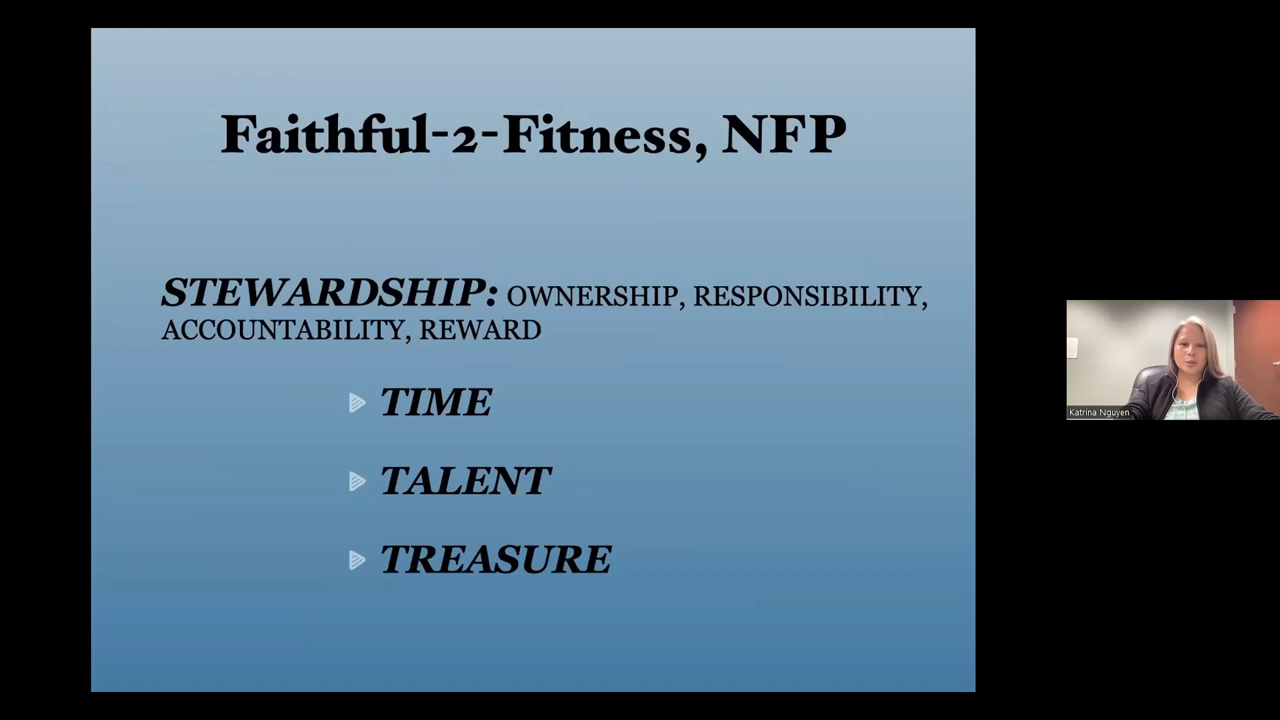 Faithful-2-Fitness, NFP
STEWARDSHIP: OWNERSHIP, RESPONSIBILITY,
ACCOUNTABILITY, REWARD
TIME
TALENT
TREASURE
Katrina Nguyen